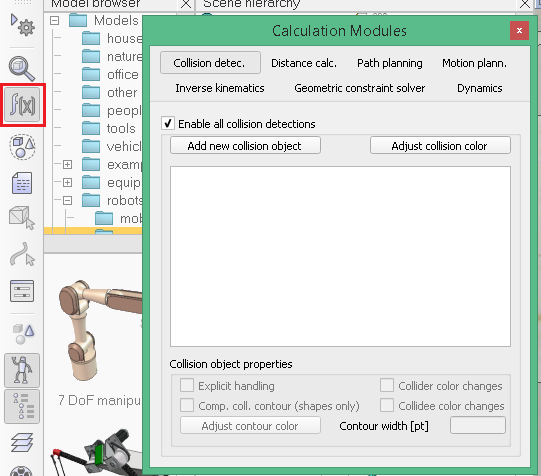 Model browser
Scene hierarchy
Models
house
nature
office
other
people
tools
vehicl
exam
equip
robots
mob
7 DoF manipu
f(x)
Calculation Modules
x
Collision detec. Distance calc. Path planning Motion plann.
Inverse kinematics Geometric constraint solver Dynamics
Enable all collision detections
Add new collision object Adjust collision color
Collision object properties
Explicit handling Collider color changes
Comp. coll. contour (shapes only) Collidee color changes
Adjust contour color Contour width [pt]